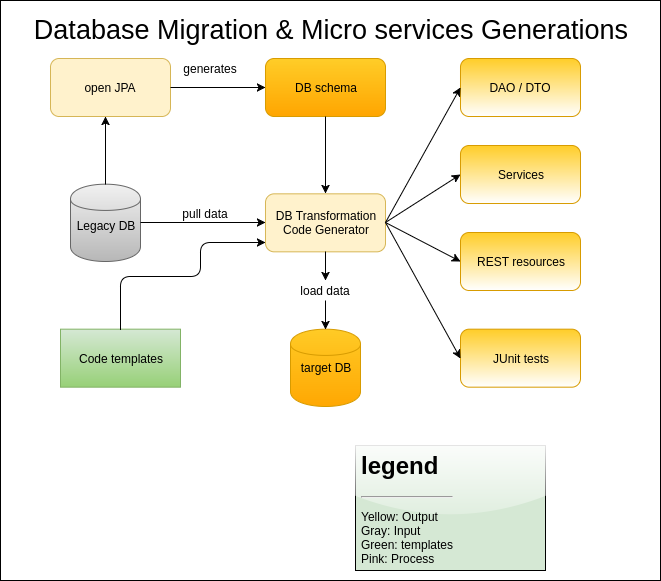 Database Migration & Micro services Generations
open JPA
generates
DB schema
DAO / DTO
Services
Legacy DB
pull data
DB Transformation
Code Generator
REST resources
load data
Code templates
target DB
JUnit tests
legend
Yellow: Output
Gray: Input
Green: templates
Pink: Process